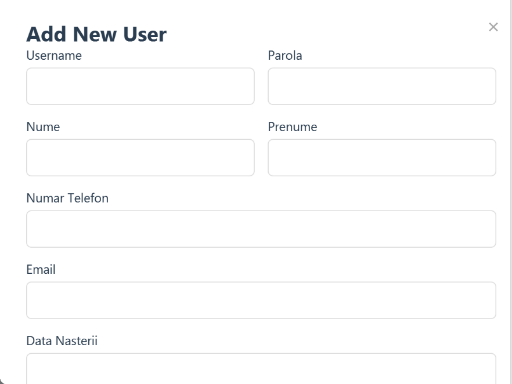 Add New User
×
Username
Parola
Nume
Prenume
Numar Telefon
Email
Data Nasterii